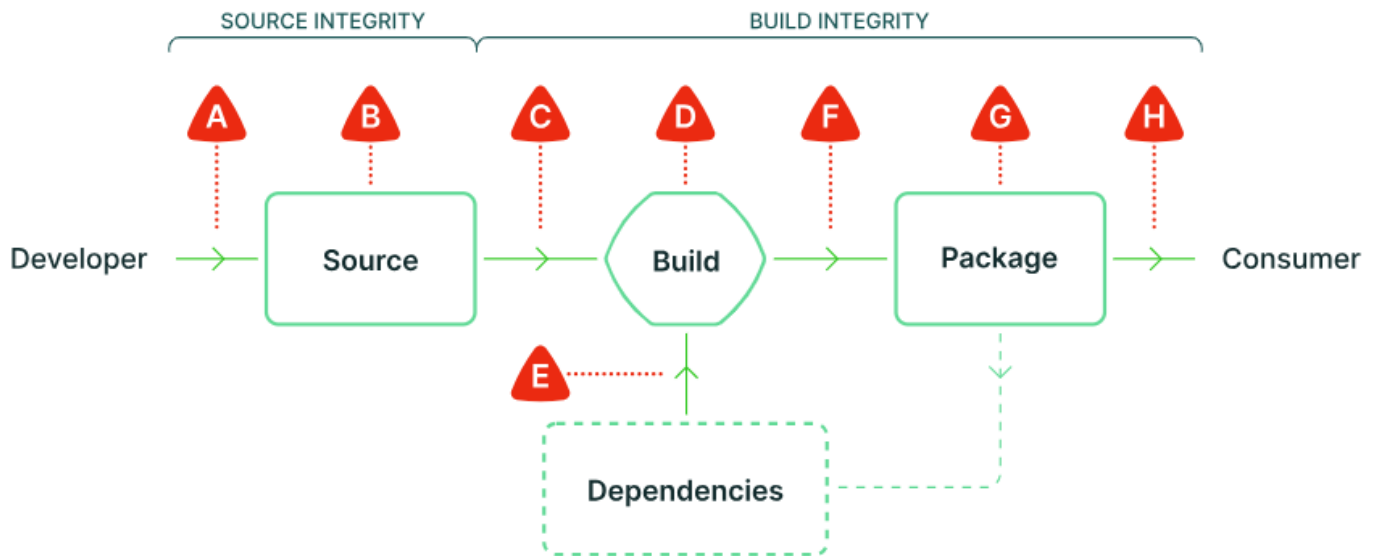 SOURCE INTEGRITY
BUILD INTEGRITY
A
B
C
D
F
G
H
Developer
Source
Build
Package
Consumer
E
Dependencies